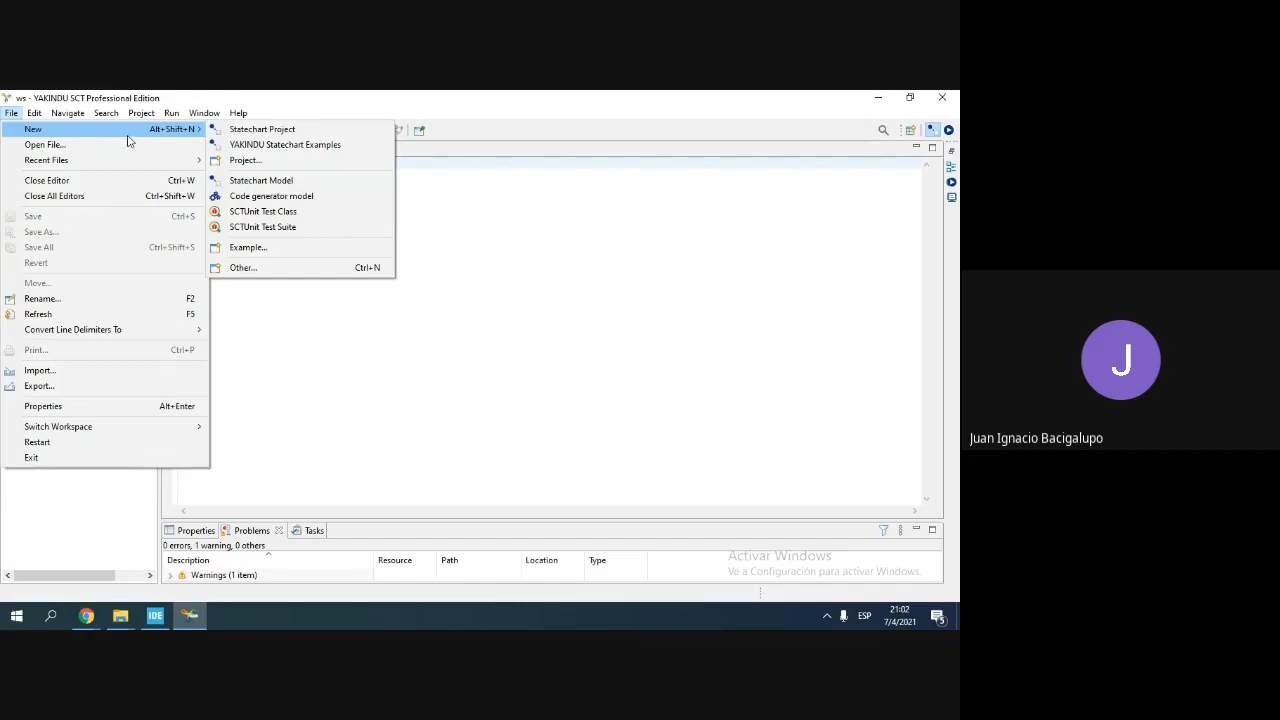 ws - YAKINDU SCT Professional Edition
File Edit Navigate Search Project Run Window Help
New Alt+Shift+N
Open File...
Recent Files
Close Editor Ctrl+W
Close All Editors Ctrl+Shift+W
Save Ctrl+S
Save As...
Save All Ctrl+Shift+S
Revert
Move...
Rename... F2
Refresh F5
Convert Line Delimiters To
Print... Ctrl+P
Import...
Export...
Properties Alt+Enter
Switch Workspace
Restart
Exit
Statechart Project
YAKINDU Statechart Examples
Project...
Statechart Model
Code generator model
SCTUnit Test Class
SCTUnit Test Suite
Example...
Other... Ctrl+N
Properties Problems Tasks
0 errors, 1 warning, 0 others
Description Resource Path Location Type
Warnings (1 item)
Activar Windows
Ve a Configuración para activar Windows.
IDE
ESP
21:02
7/4/2021
5
J
Juan Ignacio Bacigalupo